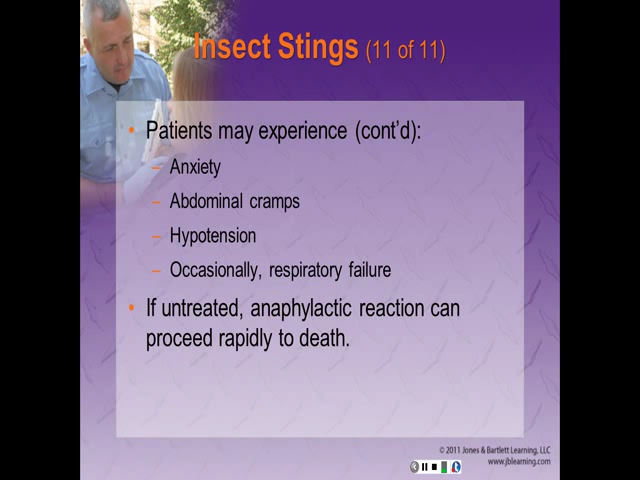 Insect Stings (11 of 11)
• Patients may experience (cont'd):
– Anxiety
– Abdominal cramps
– Hypotension
– Occasionally, respiratory failure
• If untreated, anaphylactic reaction can
proceed rapidly to death.
© 2011 Jones & Bartlett Learning, LLC
www.jblearning.com